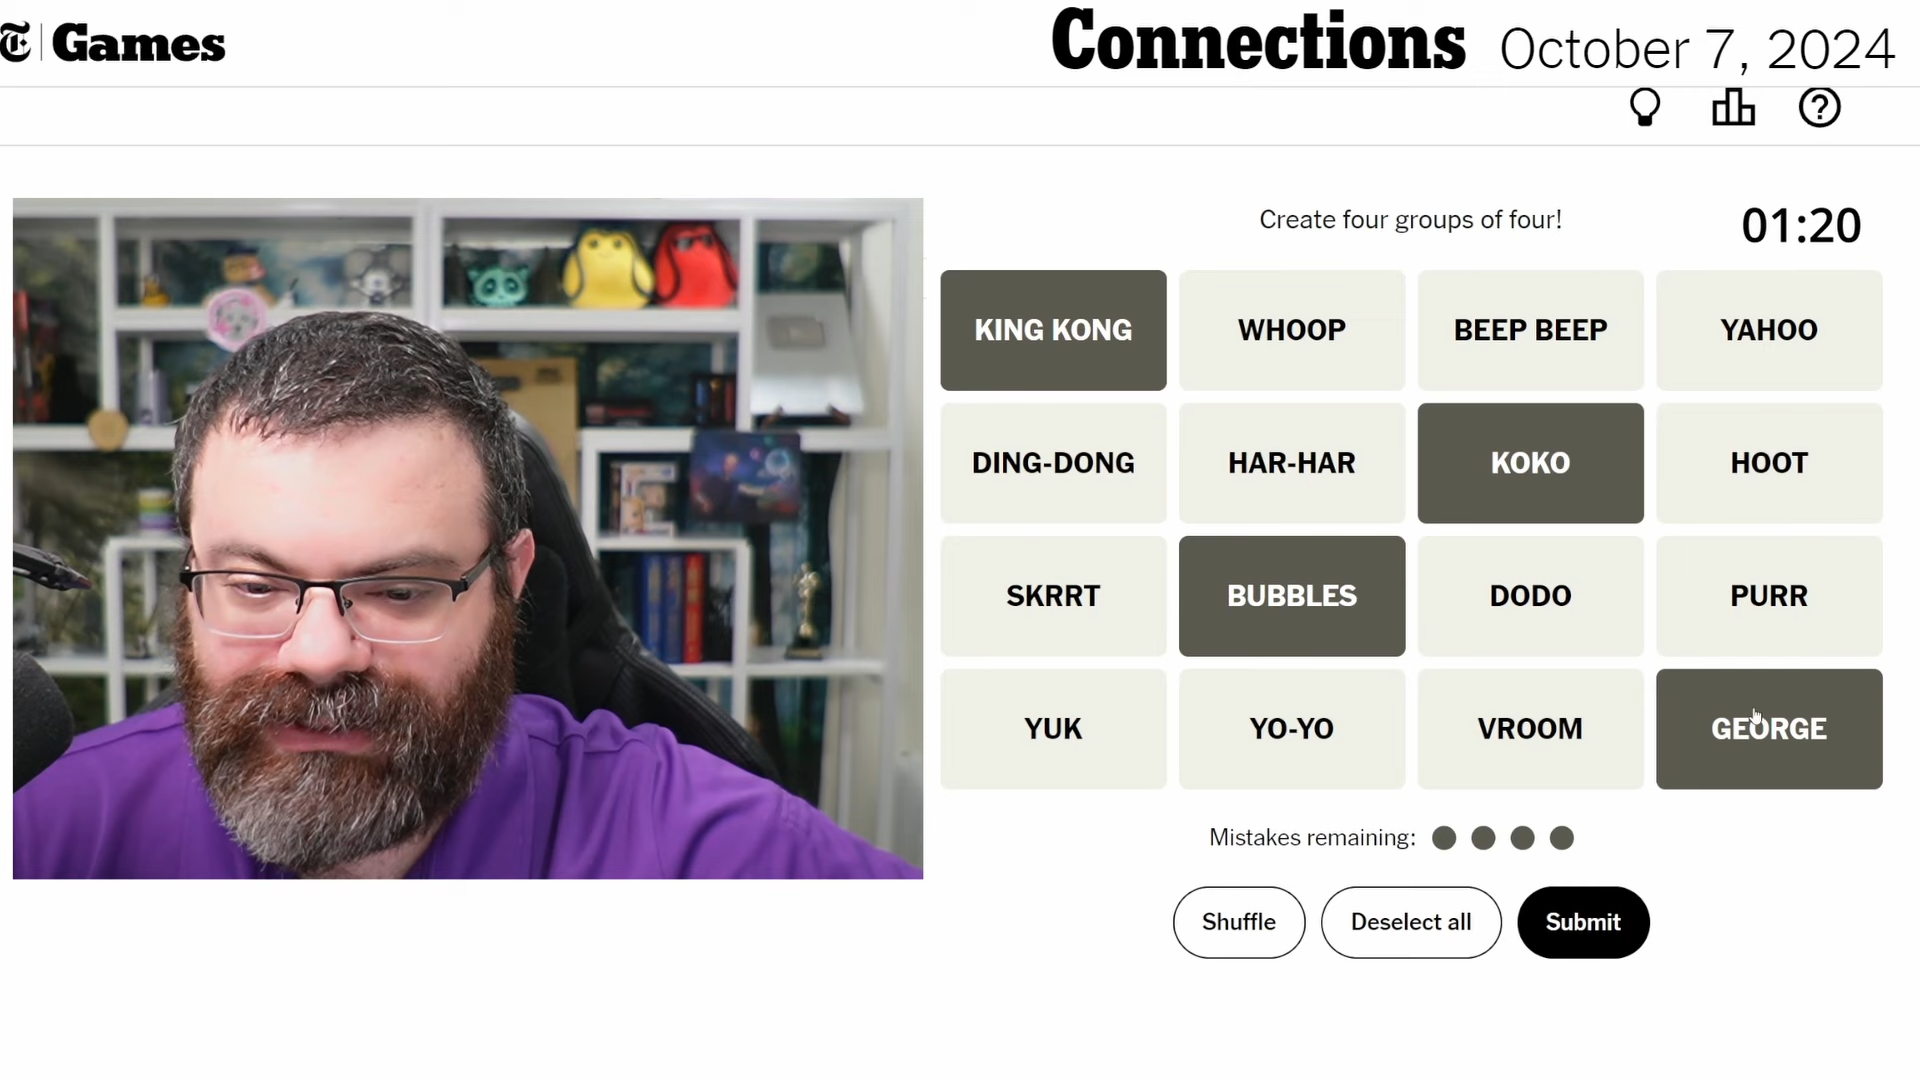 T | Games
Connections October 7, 2024
Create four groups of four!
01:20
KING KONG WHOOP BEEP BEEP YAHOO
DING-DONG HAR-HAR KOKO HOOT
SKRRT BUBBLES DODO PURR
YUK YO-YO VROOM GEORGE
Mistakes remaining:
Shuffle Deselect all Submit